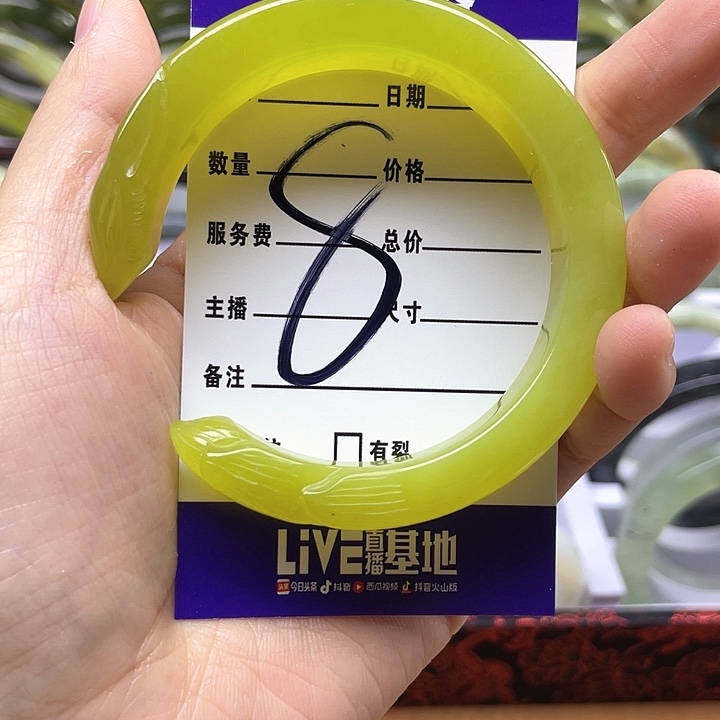 日期
数量 价格
8
服务费 总价
主播 尺寸
备注
有裂
LiVE直播基地
头条 今日头条 抖音 西瓜视频 抖音火山版